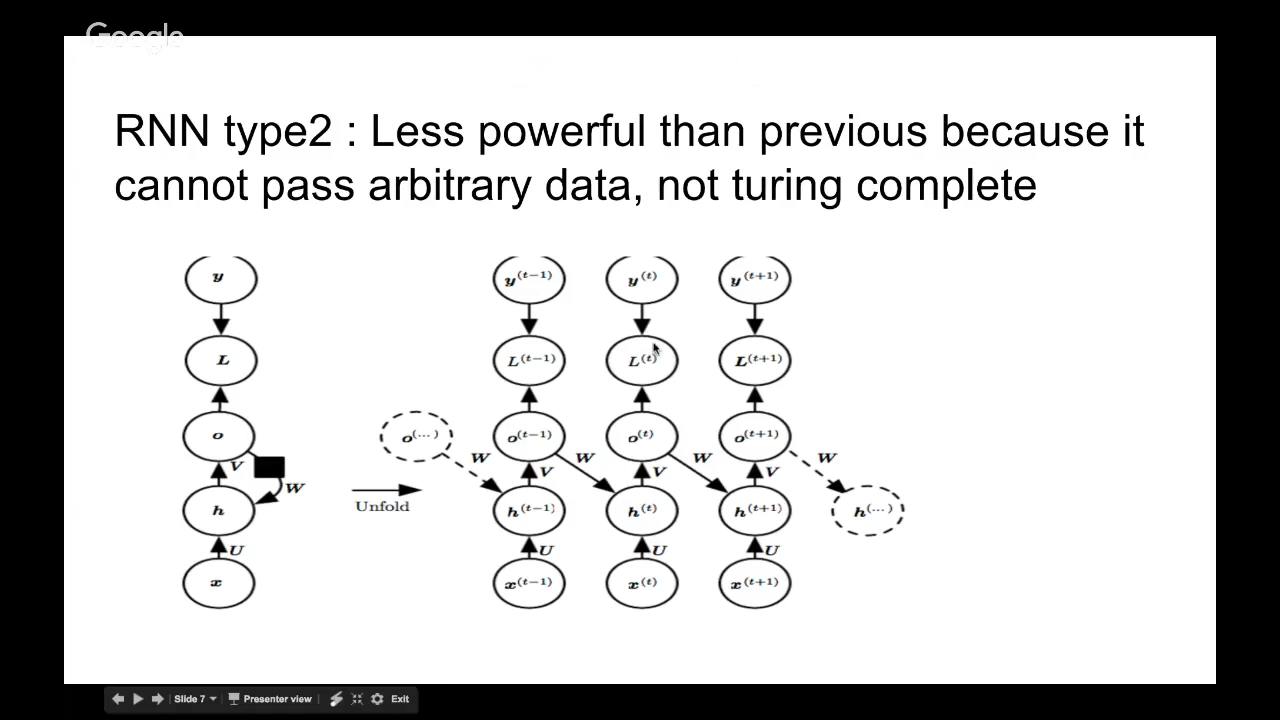 Google
RNN type2 : Less powerful than previous because it
cannot pass arbitrary data, not turing complete
y y(t−1) y(t) y(t+1)
L L(t−1) L(t) L(t+1)
o o(...) o(t−1) o(t) o(t+1)
W W W W
V V V V
W
h h(t−1) h(t) h(t+1) h(...)
Unfold
U U U U
x x(t−1) x(t) x(t+1)
Slide 7 Presenter view Exit